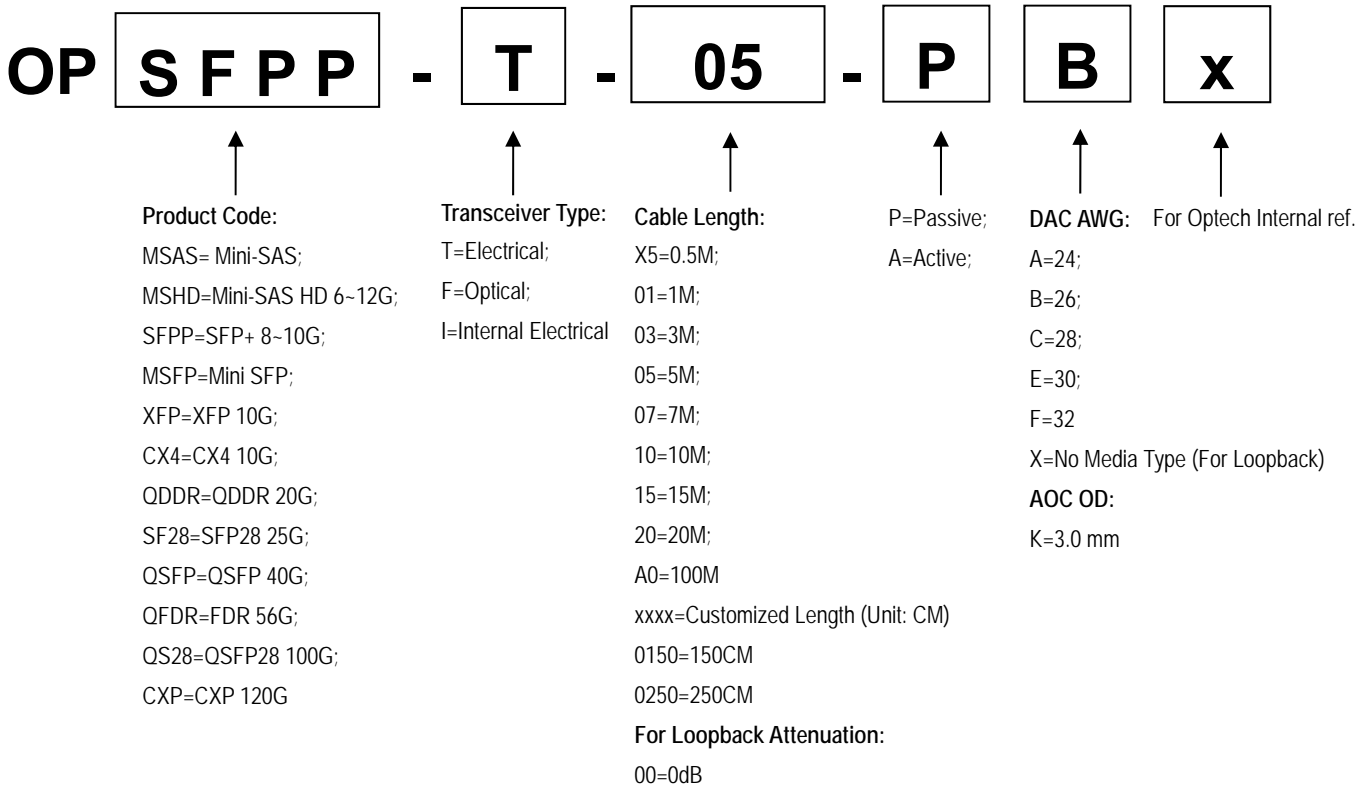 OP S F P P - T - 05 - P B x
Product Code:
MSAS= Mini-SAS;
MSHD=Mini-SAS HD 6~12G;
SFPP=SFP+ 8~10G;
MSFP=Mini SFP;
XFP=XFP 10G;
CX4=CX4 10G;
QDDR=QDDR 20G;
SF28=SFP28 25G;
QSFP=QSFP 40G;
QFDR=FDR 56G;
QS28=QSFP28 100G;
CXP=CXP 120G
Transceiver Type:
T=Electrical;
F=Optical;
I=Internal Electrical
Cable Length:
X5=0.5M;
01=1M;
03=3M;
05=5M;
07=7M;
10=10M;
15=15M;
20=20M;
A0=100M
xxxx=Customized Length (Unit: CM)
0150=150CM
0250=250CM
For Loopback Attenuation:
00=0dB
P=Passive;
A=Active;
DAC AWG:
A=24;
B=26;
C=28;
E=30;
F=32
X=No Media Type (For Loopback)
AOC OD:
K=3.0 mm
For Optech Internal ref.